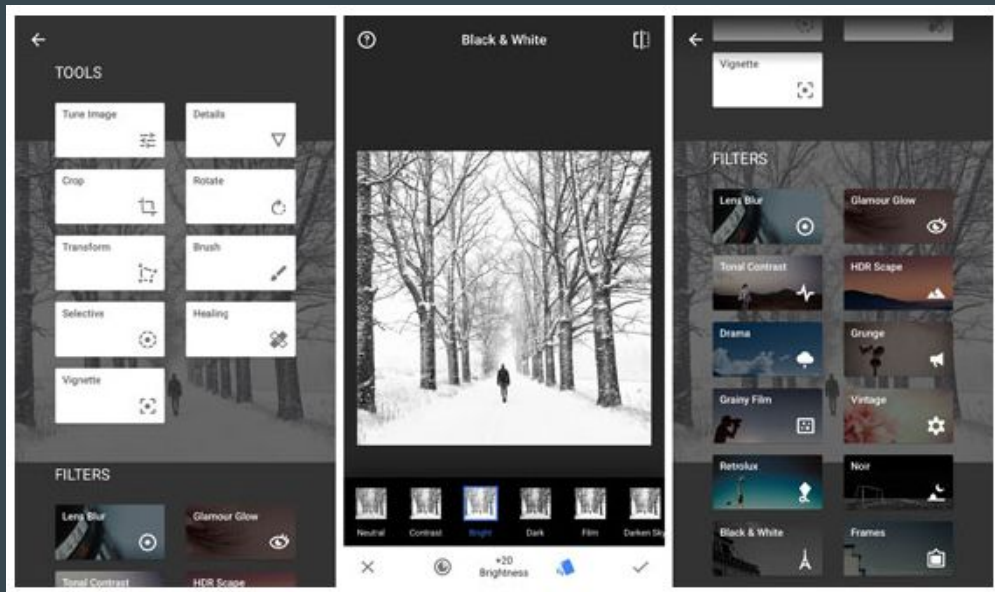 TOOLS
Tune Image
Details
Crop
Rotate
Transform
Brush
Selective
Healing
Vignette
FILTERS
Lens Blur
Glamour Glow
Tonal Contrast
HDR Scape
Black & White
Neutral
Contrast
Bright
Dark
Film
Darken Sky
+20
Brightness
Vignette
FILTERS
Lens Blur
Glamour Glow
Tonal Contrast
HDR Scape
Drama
Grunge
Grainy Film
Vintage
Retrolux
Noir
Black & White
Frames